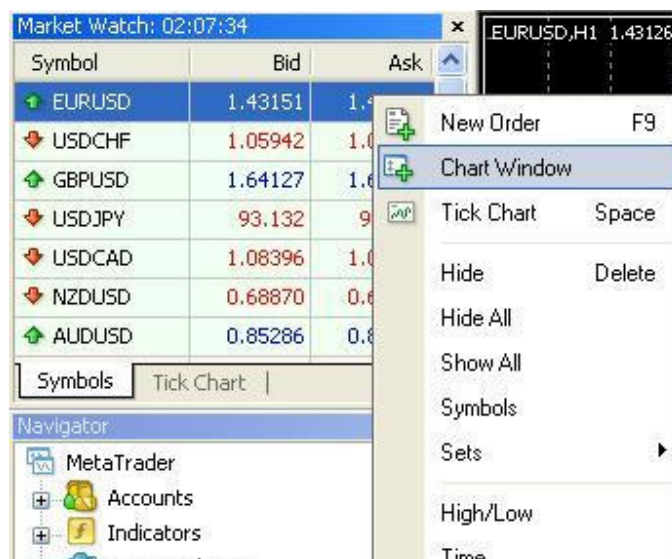 Market Watch: 02:07:34
EURUSD,H1 1.43126
Symbol Bid Ask
EURUSD 1.43151
USDCHF 1.05942
GBPUSD 1.64127
USDJPY 93.132
USDCAD 1.08396
NZDUSD 0.68870
AUDUSD 0.85286
Symbols Tick Chart
Navigator
MetaTrader
Accounts
Indicators
New Order F9
Chart Window
Tick Chart Space
Hide Delete
Hide All
Show All
Symbols
Sets
High/Low
Time